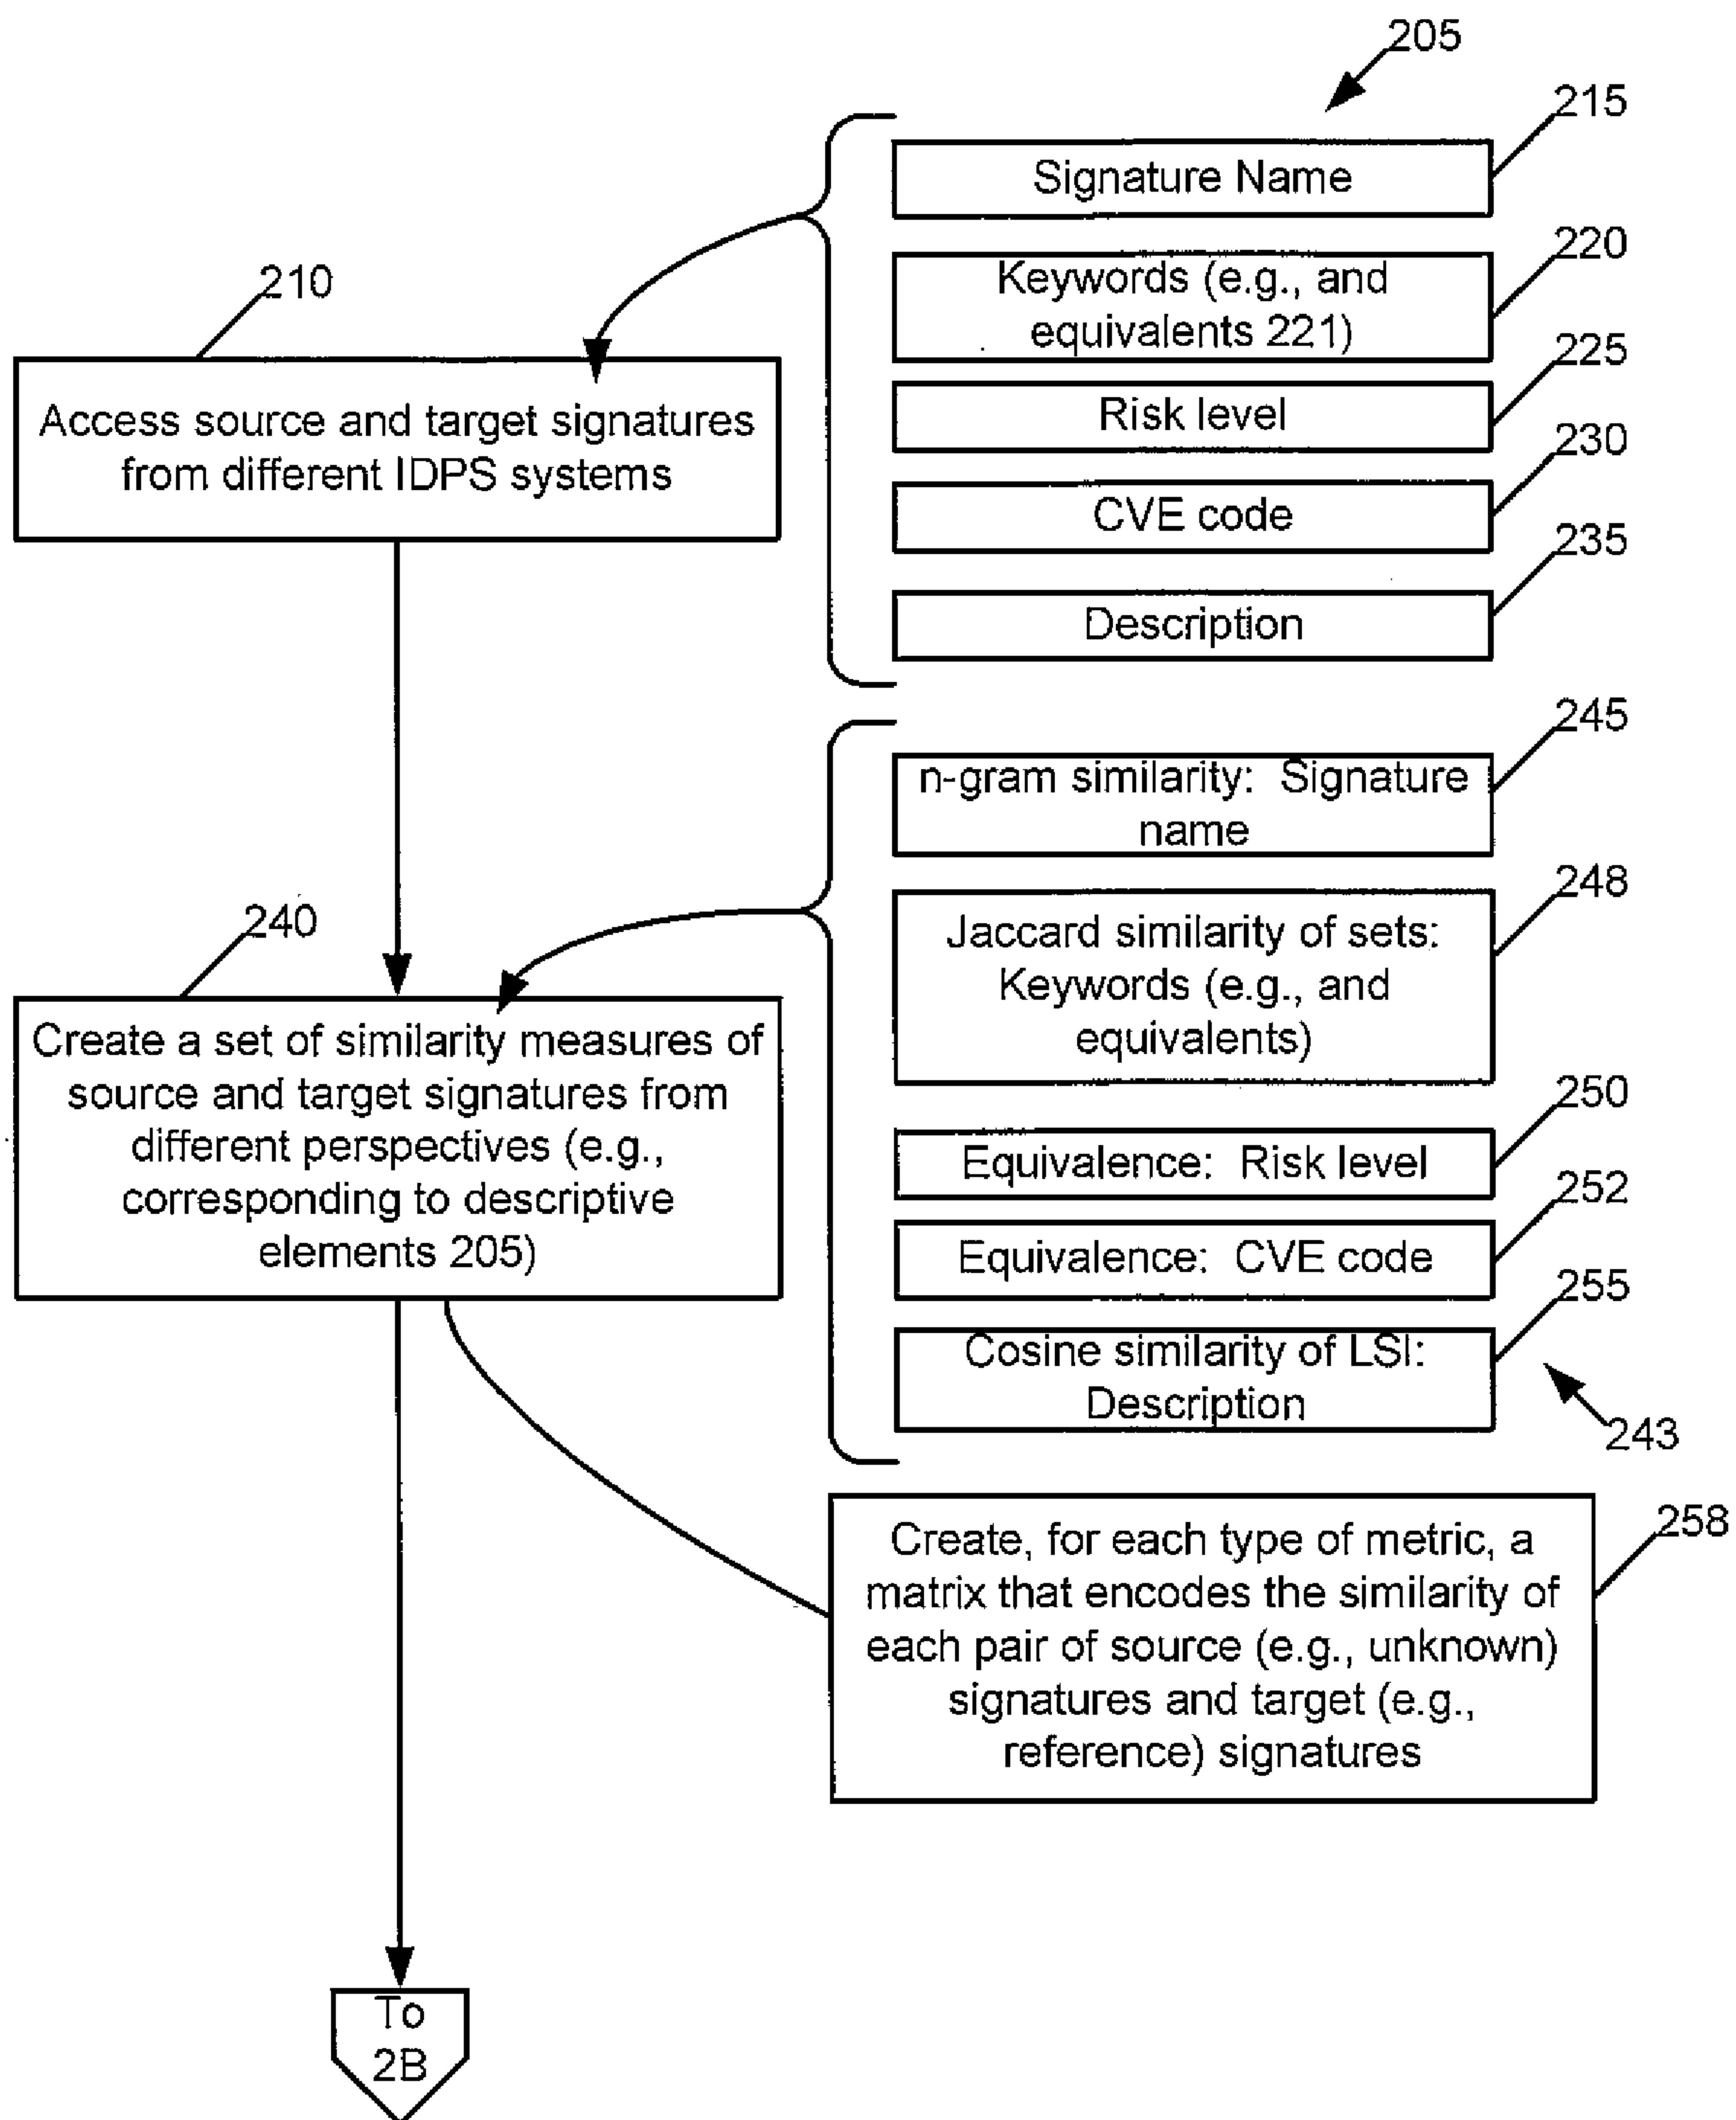 205
215
Signature Name
220
Keywords (e.g., and
equivalents 221)
210
225
Access source and target signatures
from different IDPS systems
Risk level
230
CVE code
235
Description
245
n-gram similarity: Signature
name
248
Jaccard similarity of sets:
Keywords (e.g., and
equivalents)
240
Create a set of similarity measures of
source and target signatures from
different perspectives (e.g.,
corresponding to descriptive
elements 205)
250
Equivalence: Risk level
252
Equivalence: CVE code
255
Cosine similarity of LSI:
Description
243
258
Create, for each type of metric, a
matrix that encodes the similarity of
each pair of source (e.g., unknown)
signatures and target (e.g.,
reference) signatures
To
2B